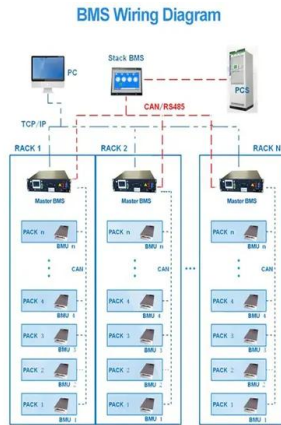 BMS Wiring Diagram
PC
Stack BMS
PCS
CAN/RS485
TCP/IP
RACK 1
RACK 2
RACK N
Master BMS
Master BMS
Master BMS
PACK n
BMU n
CAN
PACK 4
BMU 4
PACK 3
BMU 3
PACK 2
BMU 2
PACK 1
BMU 1
PACK n
BMU n
CAN
PACK 4
BMU 4
PACK 3
BMU 3
PACK 2
BMU 2
PACK 1
BMU 1
PACK n
BMU n
CAN
PACK 4
BMU 4
PACK 3
BMU 3
PACK 2
BMU 2
PACK 1
BMU 1